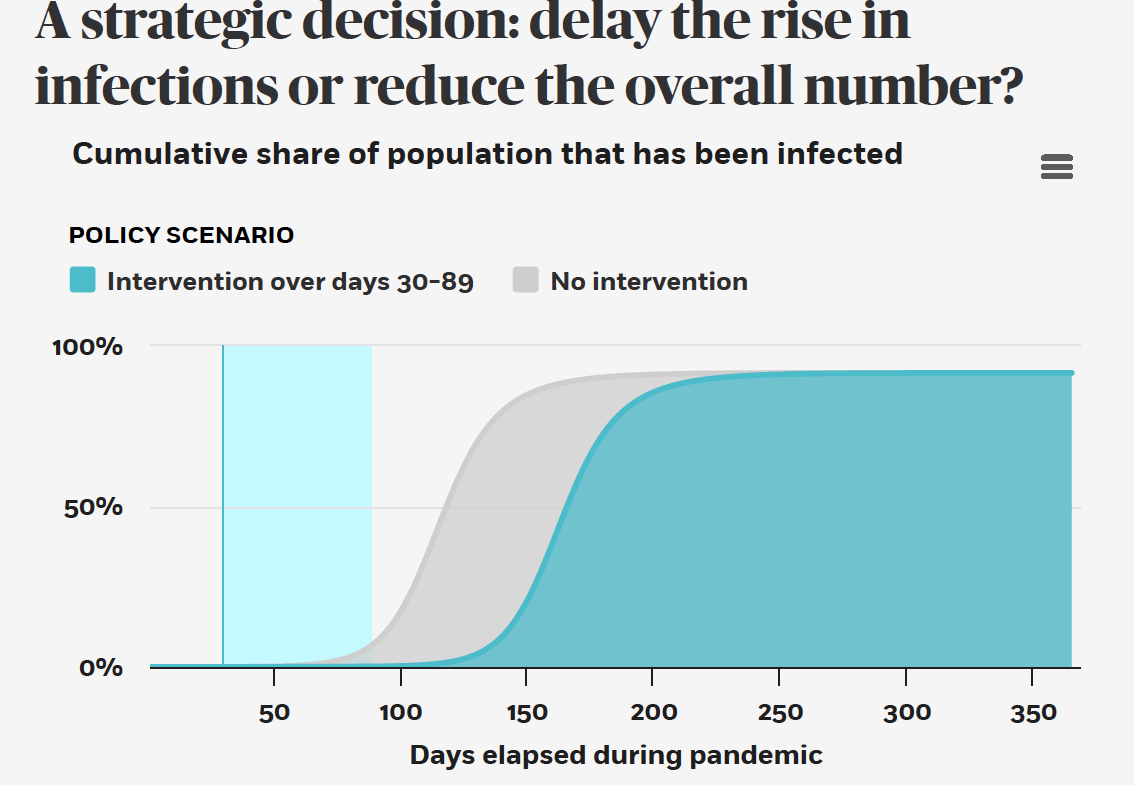 A strategic decision: delay the rise in
infections or reduce the overall number?
Cumulative share of population that has been infected
POLICY SCENARIO
Intervention over days 30-89 No intervention
100%
50%
0%
50 100 150 200 250 300 350
Days elapsed during pandemic